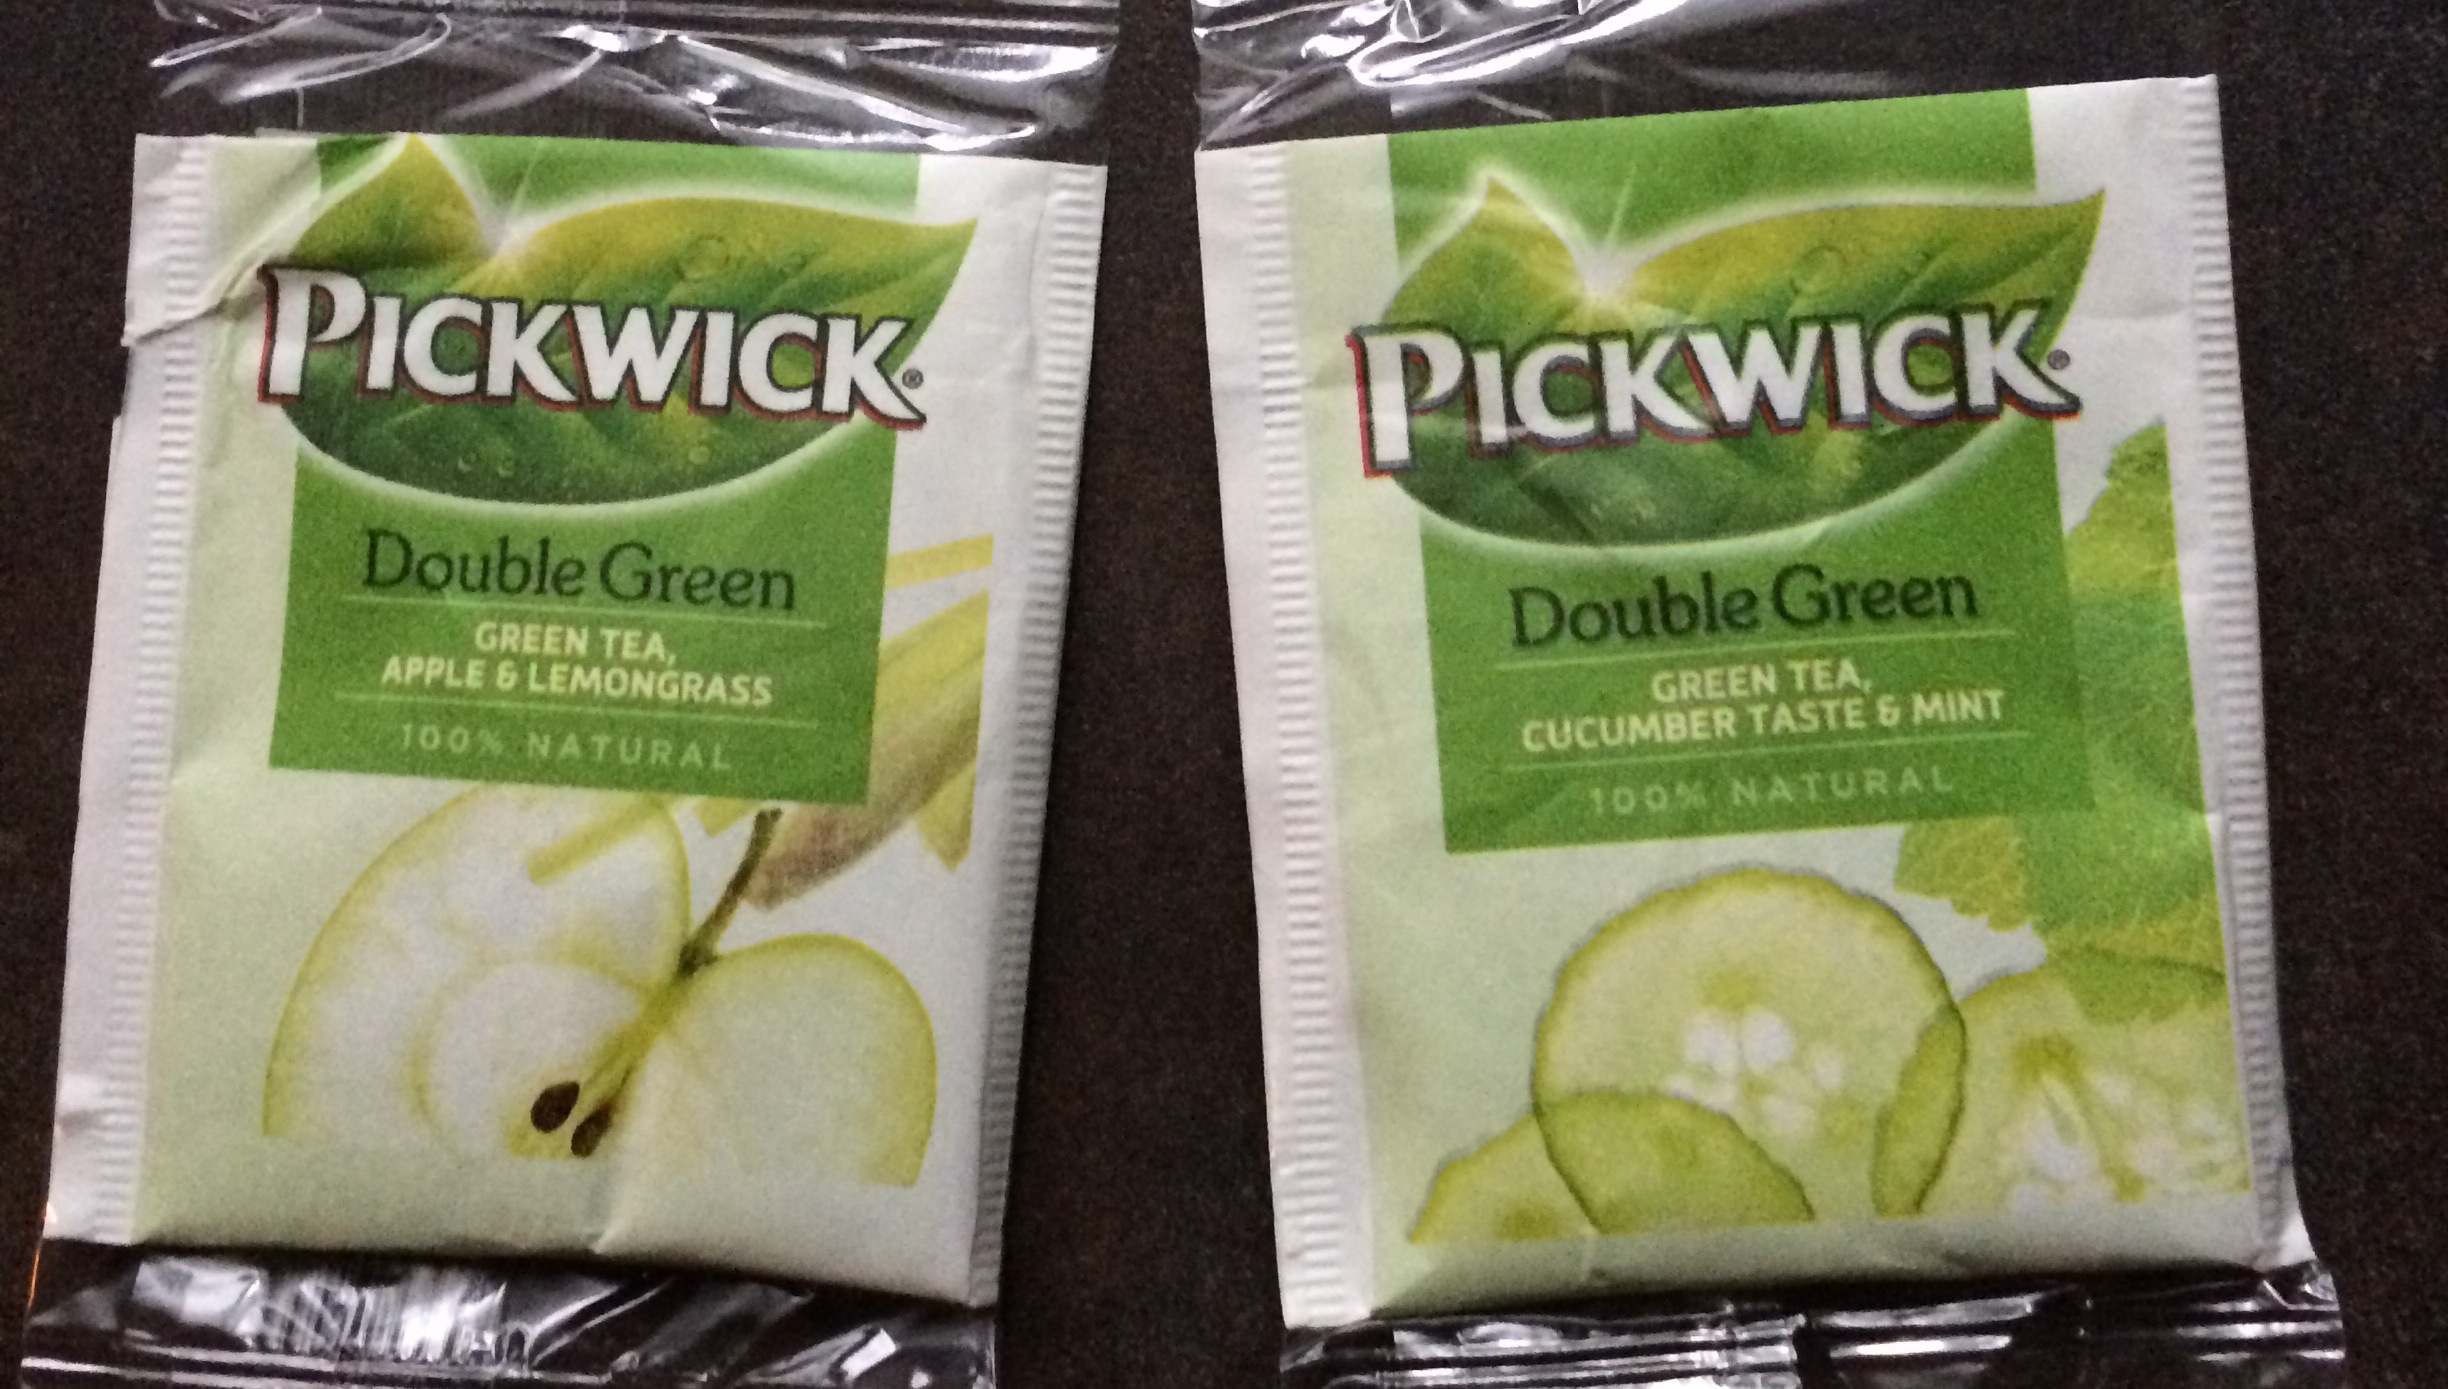 PICKWICK®
Double Green
GREEN TEA,
APPLE & LEMONGRASS
100% NATURAL
PICKWICK®
Double Green
GREEN TEA,
CUCUMBER TASTE & MINT
100% NATURAL